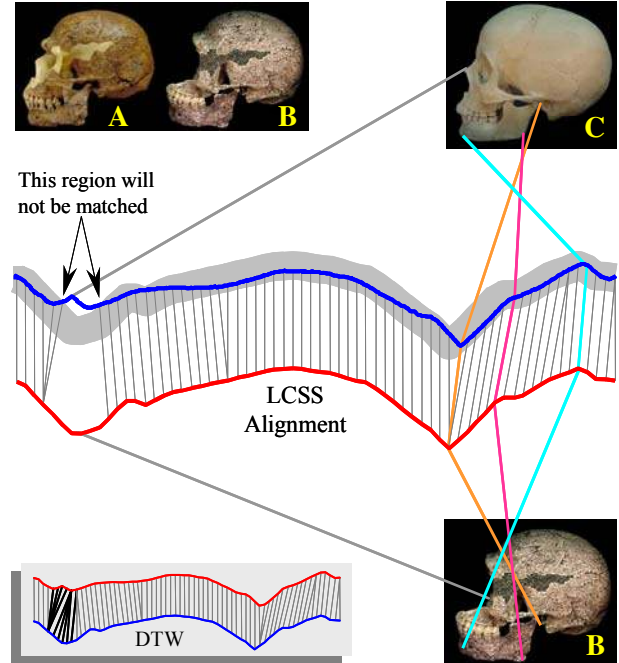 A
B
C
This region will
not be matched
LCSS
Alignment
B
DTW